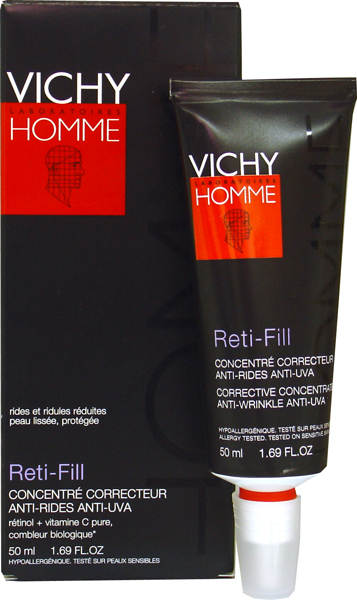 VICHY
LABORATOIRES
HOMME
rides et ridules réduites
peau lissée, protégée
Reti-Fill
CONCENTRÉ CORRECTEUR
ANTI-RIDES ANTI-UVA
rétinol + vitamine C pure,
combleur biologique*
50 ml 1.69 FL.OZ
HYPOALLERGÉNIQUE. TESTÉ SUR PEAUX SENSIBLES
HOMME
VICHY
LABORATOIRES
HOMME
HOMME
Reti-Fill
CONCENTRÉ CORRECTEUR
ANTI-RIDES ANTI-UVA
CORRECTIVE CONCENTRATE
ANTI-WRINKLE ANTI-UVA
HYPOALLERGÉNIQUE. TESTÉ SUR PEAUX
ALLERGY TESTED. TESTED ON SENSITIVE
50 ml 1.69 FL.OZ